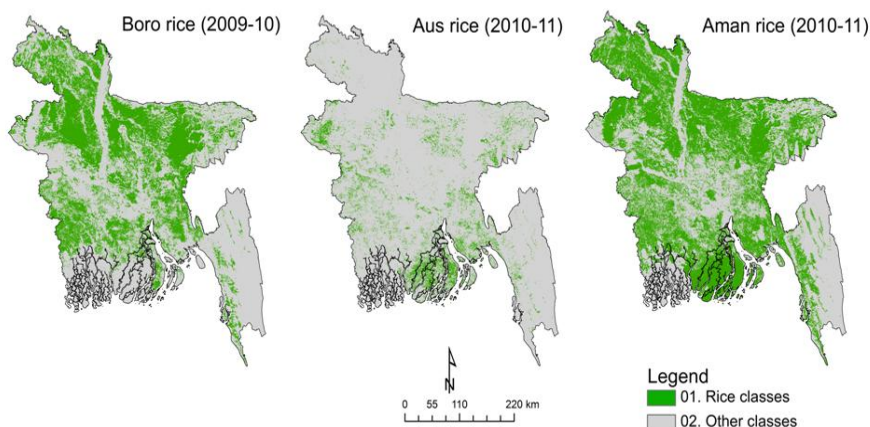 Boro rice (2009-10)
Aus rice (2010-11)
Aman rice (2010-11)
N
0 55 110 220 km
Legend
01. Rice classes
02. Other classes